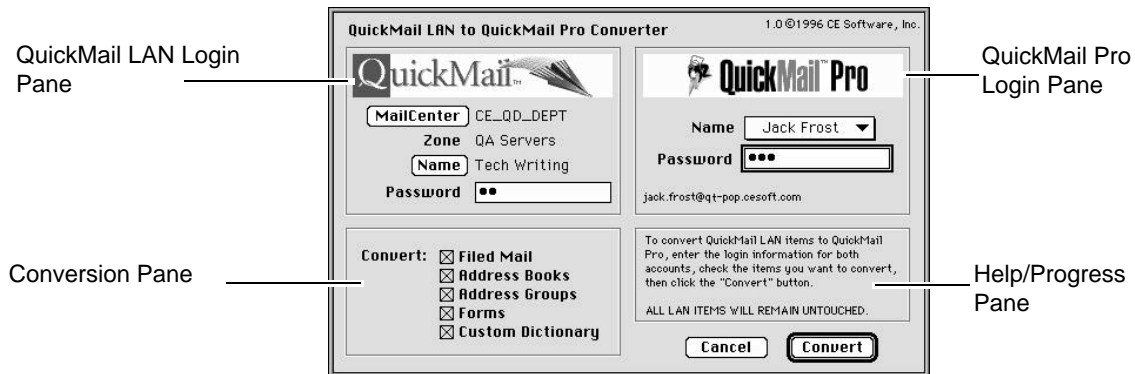 QuickMail LAN to QuickMail Pro Converter
1.0 ©1996 CE Software, Inc.
QuickMail LAN Login
Pane
QuickMail™
MailCenter CE_QD_DEPT
Zone QA Servers
Name Tech Writing
Password ●●
QuickMail™ Pro
Name Jack Frost
Password ●●●
jack.frost@qt-pop.cesoft.com
QuickMail Pro
Login Pane
Conversion Pane
Convert: Filed Mail
Address Books
Address Groups
Forms
Custom Dictionary
To convert QuickMail LAN items to QuickMail
Pro, enter the login information for both
accounts, check the items you want to convert,
then click the "Convert" button.
ALL LAN ITEMS WILL REMAIN UNTOUCHED.
Cancel Convert
Help/Progress
Pane